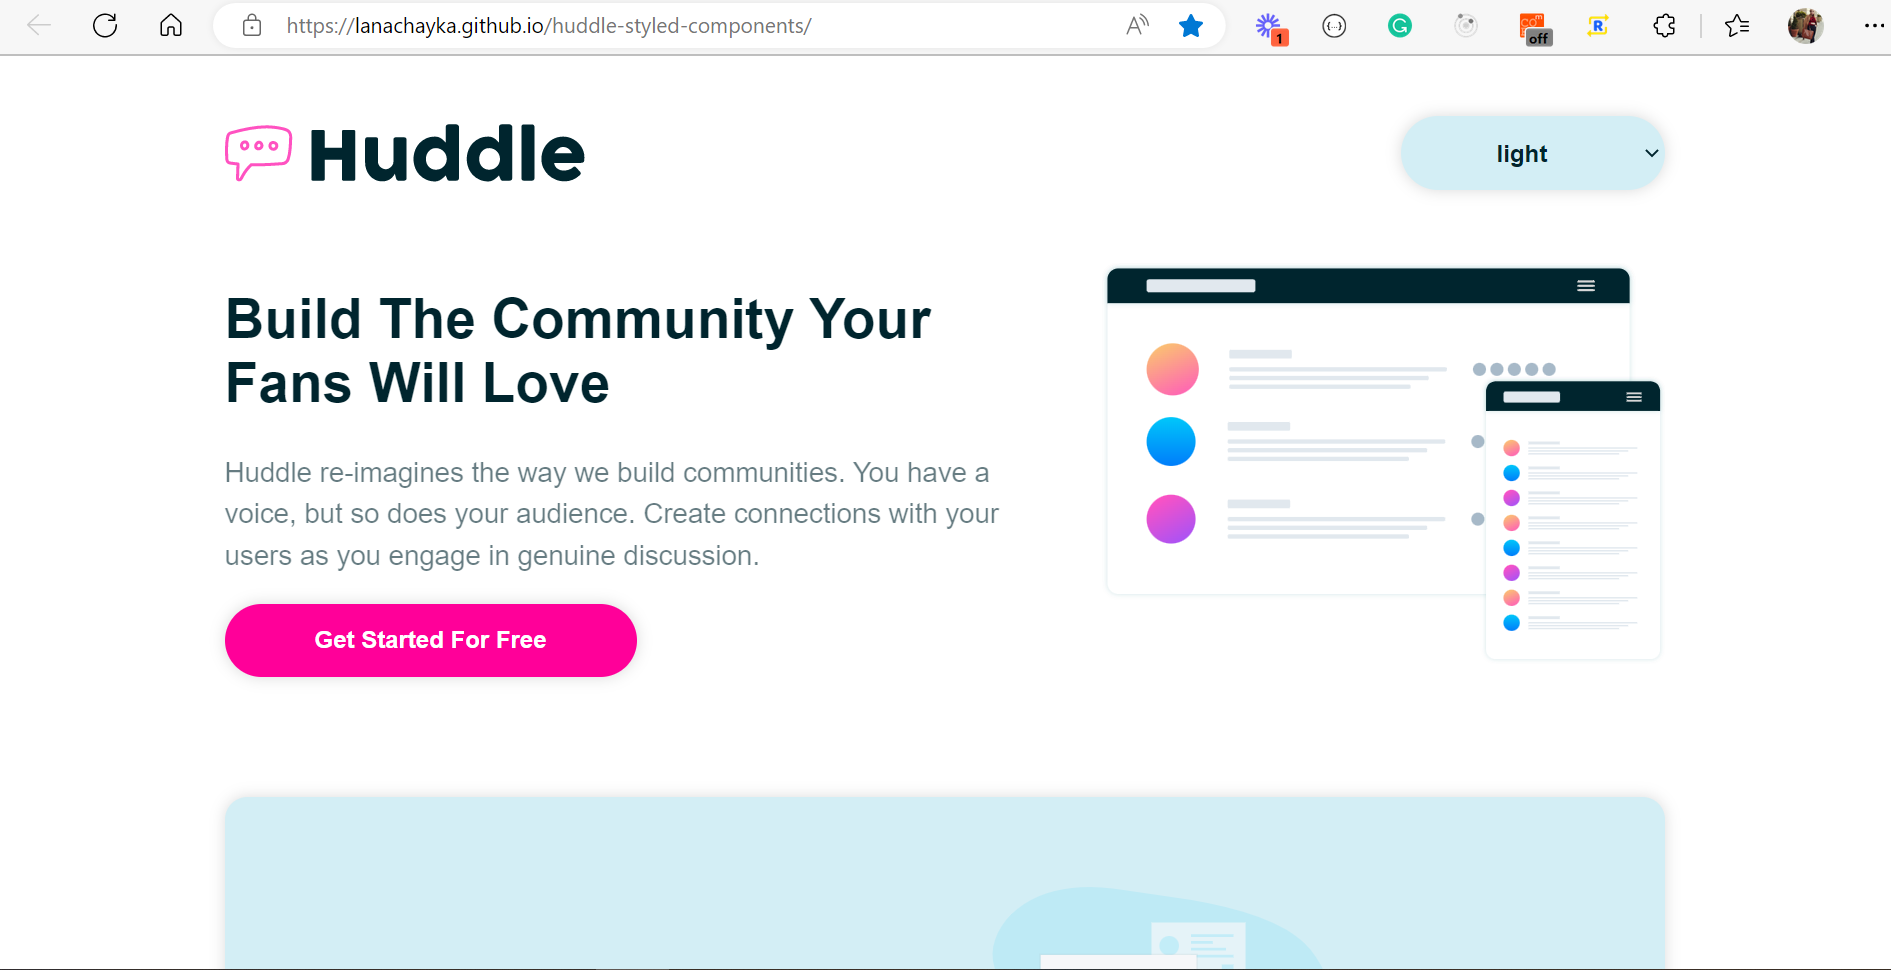 https://lanachayka.github.io/huddle-styled-components/
1
off
Huddle
light
Build The Community Your
Fans Will Love
Huddle re-imagines the way we build communities. You have a
voice, but so does your audience. Create connections with your
users as you engage in genuine discussion.
Get Started For Free